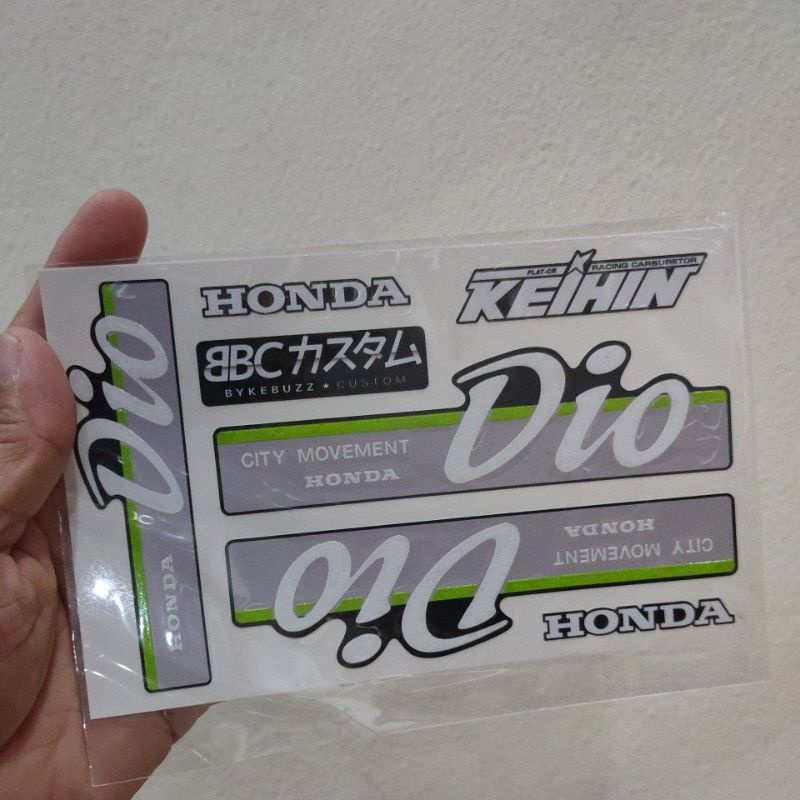 HONDA
FLAT-CR RACING CARBURETOR
KEIHIN
BBCカスタム
BYKEBUZZ ★ CUSTOM
Dio
HONDA
Dio
CITY MOVEMENT
HONDA
Dio
CITY MOVEMENT
HONDA
HONDA